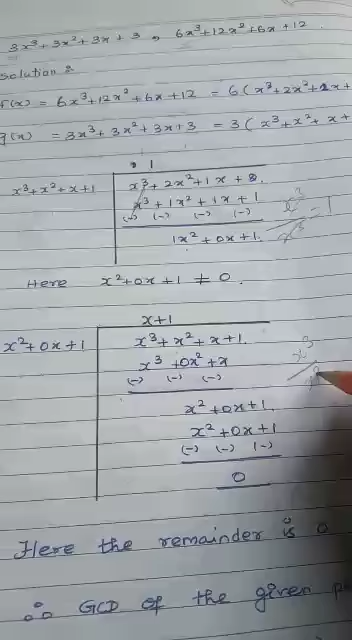 3x³+3x²+3x+3 , 6x³+12x²+6x+12.
Solution :
f(x) = 6x³+12x²+6x+12 = 6(x³+2x²+1x+
g(x) = 3x³+3x²+3x+3 = 3(x³+x²+x+
1
x³+x²+x+1 x³+2x²+1x+
x³+1x²+1x+1
(-) (-) (-) (-)
1x²+0x+1.
Here x²+0x+1 ≠ 0.
x+1
x²+0x+1 x³+x²+x+1.
x³+0x²+x
(-) (-) (-)
x²+0x+1.
x²+0x+1
(-) (-) (-)
0
Here the remainder is 0
∴ GCD of the given